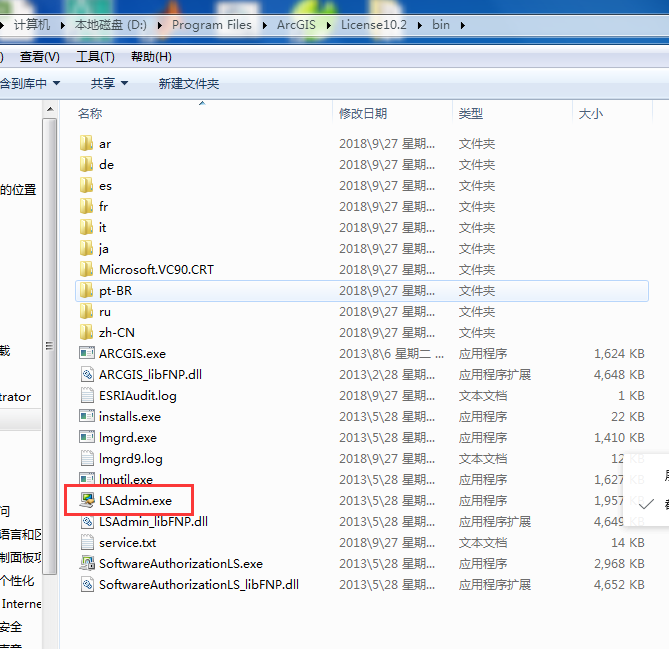 计算机 ▸ 本地磁盘 (D:) ▸ Program Files ▸ ArcGIS ▸ License10.2 ▸ bin ▸
) 查看(V) 工具(T) 帮助(H)
含到库中 共享 新建文件夹
名称 修改日期 类型 大小
ar 2018\9\27 星期... 文件夹
de 2018\9\27 星期... 文件夹
es 2018\9\27 星期... 文件夹
的位置
fr 2018\9\27 星期... 文件夹
it 2018\9\27 星期... 文件夹
ja 2018\9\27 星期... 文件夹
Microsoft.VC90.CRT 2018\9\27 星期... 文件夹
pt-BR 2018\9\27 星期... 文件夹
ru 2018\9\27 星期... 文件夹
zh-CN 2018\9\27 星期... 文件夹
载
ARCGIS.exe 2013\8\6 星期二 ... 应用程序 1,624 KB
ARCGIS_libFNP.dll 2013\2\28 星期... 应用程序扩展 4,648 KB
trator
ESRIAudit.log 2018\9\27 星期... 文本文档 1 KB
installs.exe 2013\5\28 星期... 应用程序 22 KB
lmgrd.exe 2013\5\28 星期... 应用程序 1,410 KB
lmgrd9.log 2018\9\27 星期... 文本文档 12
lmutil.exe 2013\5\28 星期... 应用程序 1,627
LSAdmin.exe 2013\5\28 星期... 应用程序 1,957
问
LSAdmin_libFNP.dll 2013\5\28 星期... 应用程序扩展 4,649
语言和区
service.txt 2018\9\27 星期... 文本文档 14 KB
制面板项
SoftwareAuthorizationLS.exe 2013\5\28 星期... 应用程序 2,968 KB
个性化
SoftwareAuthorizationLS_libFNP.dll 2013\5\28 星期... 应用程序扩展 4,652 KB
Interne
安全